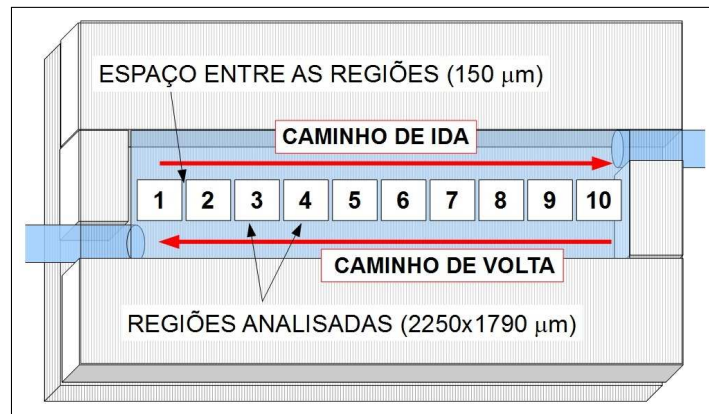 ESPAÇO ENTRE AS REGIÕES (150 μm)
CAMINHO DE IDA
1 2 3 4 5 6 7 8 9 10
CAMINHO DE VOLTA
REGIÕES ANALISADAS (2250x1790 μm)